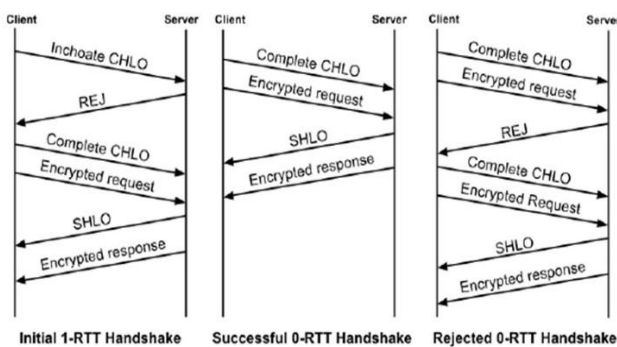 Client Server
Inchoate CHLO
REJ
Complete CHLO
Encrypted request
SHLO
Encrypted response
Initial 1-RTT Handshake
Client Server
Complete CHLO
Encrypted request
SHLO
Encrypted response
Successful 0-RTT Handshake
Client Server
Complete CHLO
Encrypted request
REJ
Complete CHLO
Encrypted Request
SHLO
Encrypted response
Rejected 0-RTT Handshake